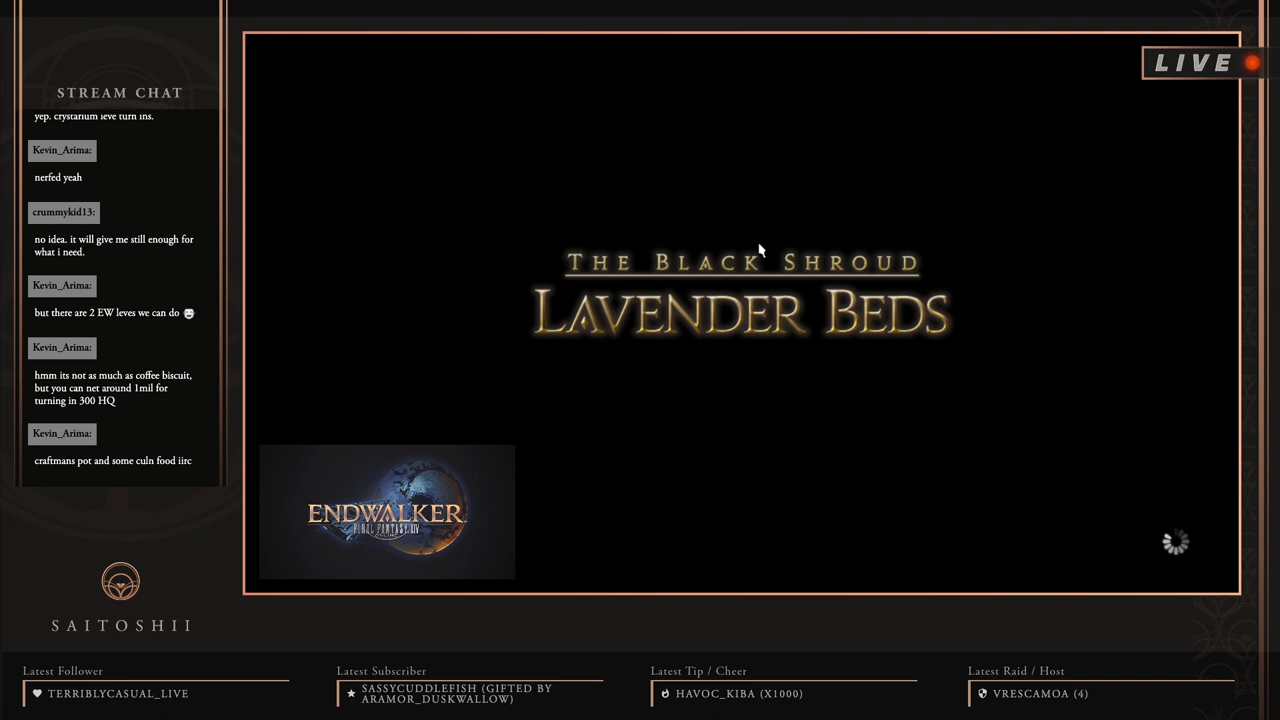 STREAM CHAT
yep. crystarium leve turn ins.
Kevin_Arima:
nerfed yeah
crummykid13:
no idea. it will give me still enough for
what i need.
Kevin_Arima:
but there are 2 EW leves we can do
Kevin_Arima:
hmm its not as much as coffee biscuit,
but you can net around 1mil for
turning in 300 HQ
Kevin_Arima:
craftmans pot and some culn food iirc
SAITOSHII
LIVE
THE BLACK SHROUD
LAVENDER BEDS
ENDWALKER
FINAL FANTASY XIV
ONLINE
Latest Follower
TERRIBLYCASUAL_LIVE
Latest Subscriber
SASSYCUDDLEFISH (GIFTED BY
ARAMOR_DUSKWALLOW)
Latest Tip / Cheer
HAVOC_KIBA (X1000)
Latest Raid / Host
VRESCAMOA (4)